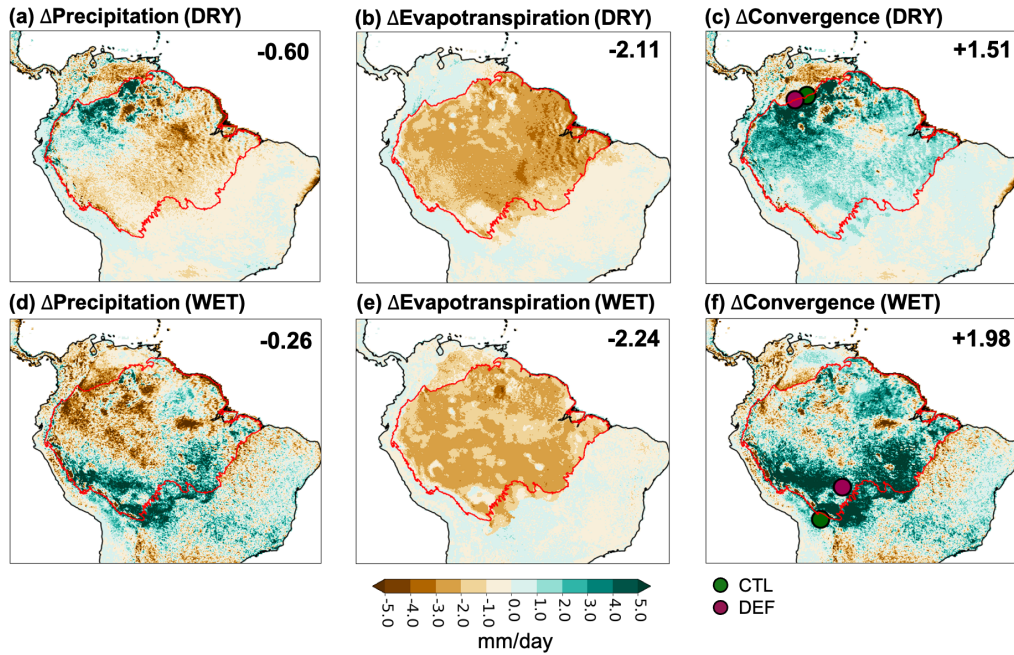 (a) ΔPrecipitation (DRY)
-0.60
(b) ΔEvapotranspiration (DRY)
-2.11
(c) ΔConvergence (DRY)
+1.51
(d) ΔPrecipitation (WET)
-0.26
(e) ΔEvapotranspiration (WET)
-2.24
(f) ΔConvergence (WET)
+1.98
-5.0 -4.0 -3.0 -2.0 -1.0 0.0 1.0 2.0 3.0 4.0 5.0
mm/day
CTL
DEF